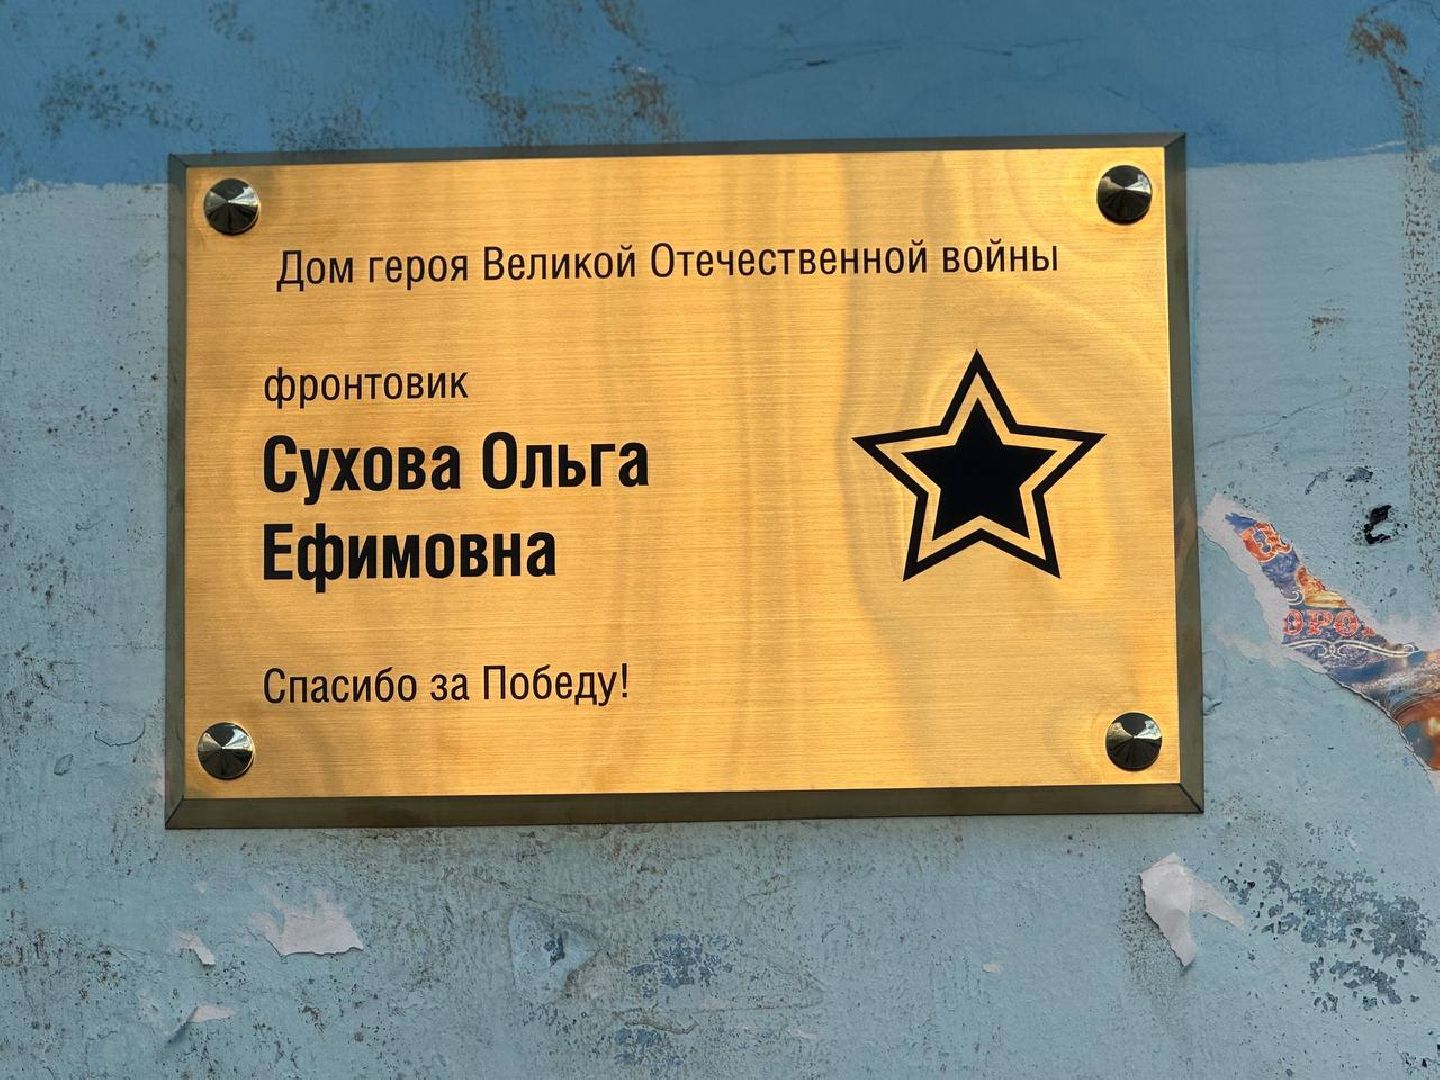 Дом героя Великой Отечественной войны
фронтовик
Сухова Ольга
Ефимовна
Спасибо за Победу!